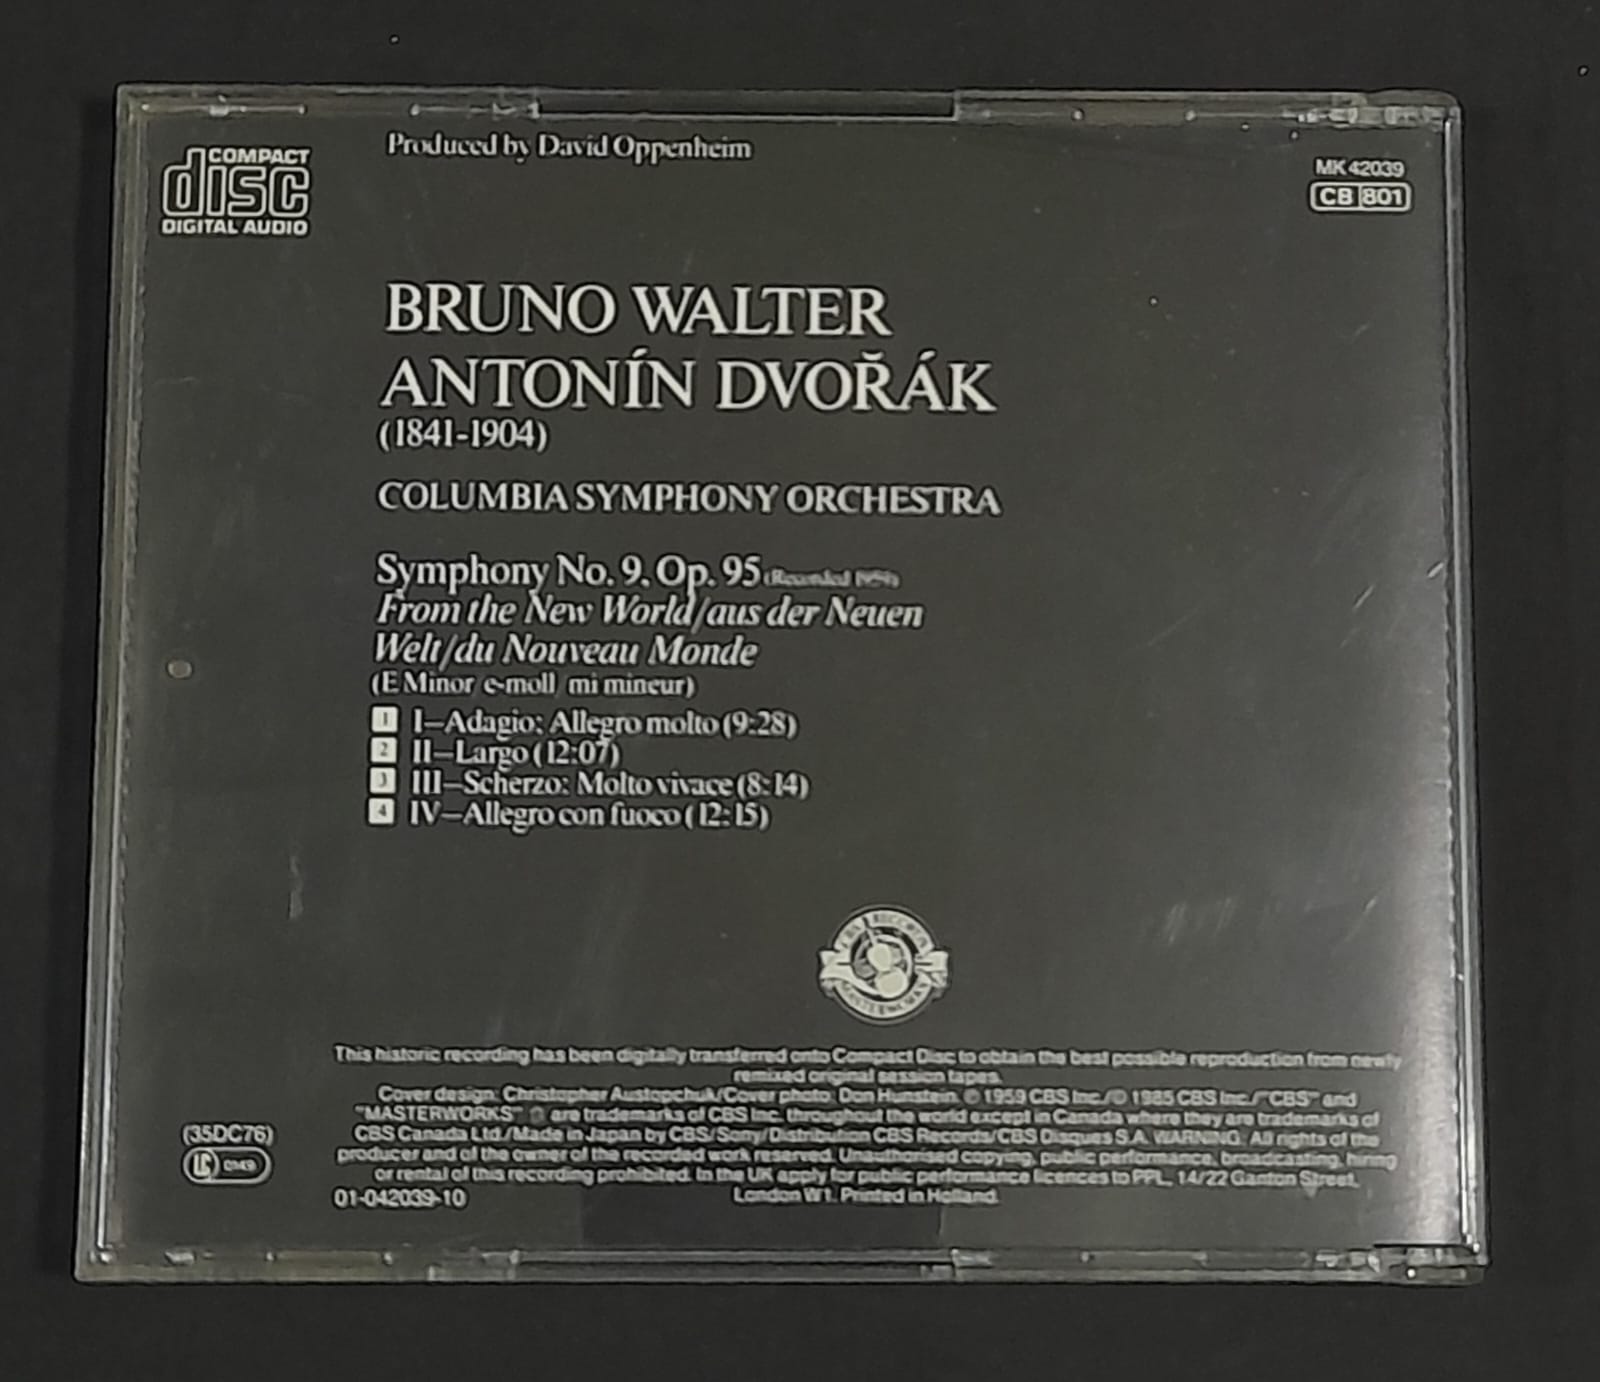 COMPACT
disc
DIGITAL AUDIO
Produced by David Oppenheim
MK 42039
CB 801
BRUNO WALTER
ANTONÍN DVOŘÁK
(1841-1904)
COLUMBIA SYMPHONY ORCHESTRA
Symphony No. 9, Op. 95 (Recorded 1959)
From the New World/aus der Neuen
Welt/du Nouveau Monde
(E Minor e-moll mi mineur)
1 I—Adagio; Allegro molto (9:28)
2 II—Largo (12:07)
3 III—Scherzo: Molto vivace (8:14)
4 IV—Allegro con fuoco (12:15)
CBS RECORDS
MASTERWORKS
This historic recording has been digitally transferred onto Compact Disc to obtain the best possible reproduction from newly
remixed original session tapes.
Cover design: Christopher Austopchuk/Cover photo: Don Hunstein. ℗ 1959 CBS Inc./© 1985 CBS Inc./"CBS" and
"MASTERWORKS" are trademarks of CBS Inc. throughout the world except in Canada where they are trademarks of
CBS Canada Ltd./Made in Japan by CBS/Sony/Distribution CBS Records/CBS Disques S.A. WARNING. All rights of the
producer and of the owner of the recorded work reserved. Unauthorised copying, public performance, broadcasting, hiring
or rental of this recording prohibited. In the UK apply for public performance licences to PPL, 14/22 Ganton Street,
London W1. Printed in Holland.
(35DC76)
LC 0149
01-042039-10